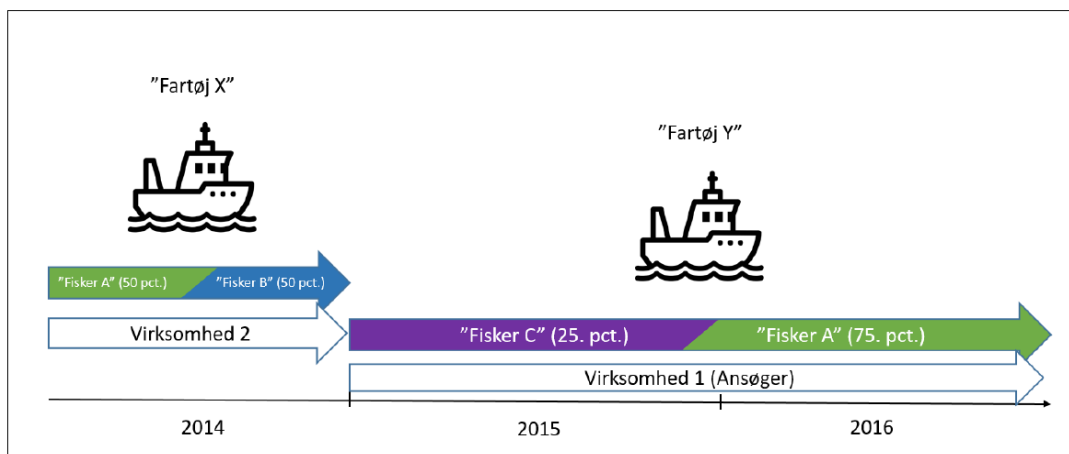 ”Fartøj X”
”Fartøj Y”
”Fisker A” (50 pct.)
”Fisker B” (50 pct.)
Virksomhed 2
”Fisker C” (25. pct.)
”Fisker A” (75. pct.)
Virksomhed 1 (Ansøger)
2014
2015
2016